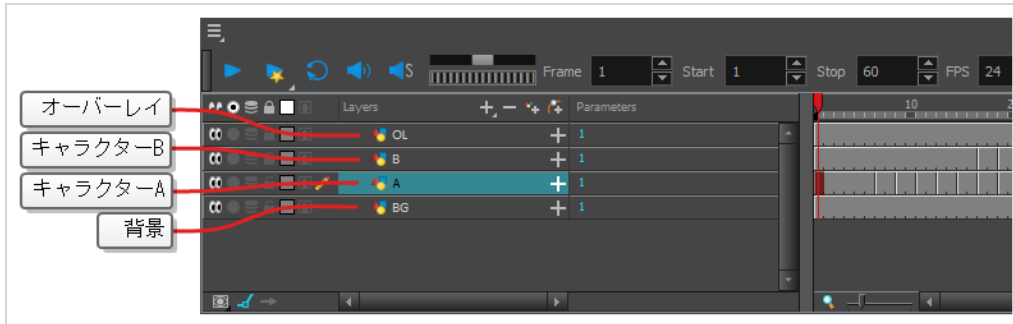 S Frame 1 Start 1 Stop 60 FPS 24
オーバーレイ
キャラクターB
キャラクターA
背景
Layers Parameters 10 2
OL 1
B 1
A 1
BG 1